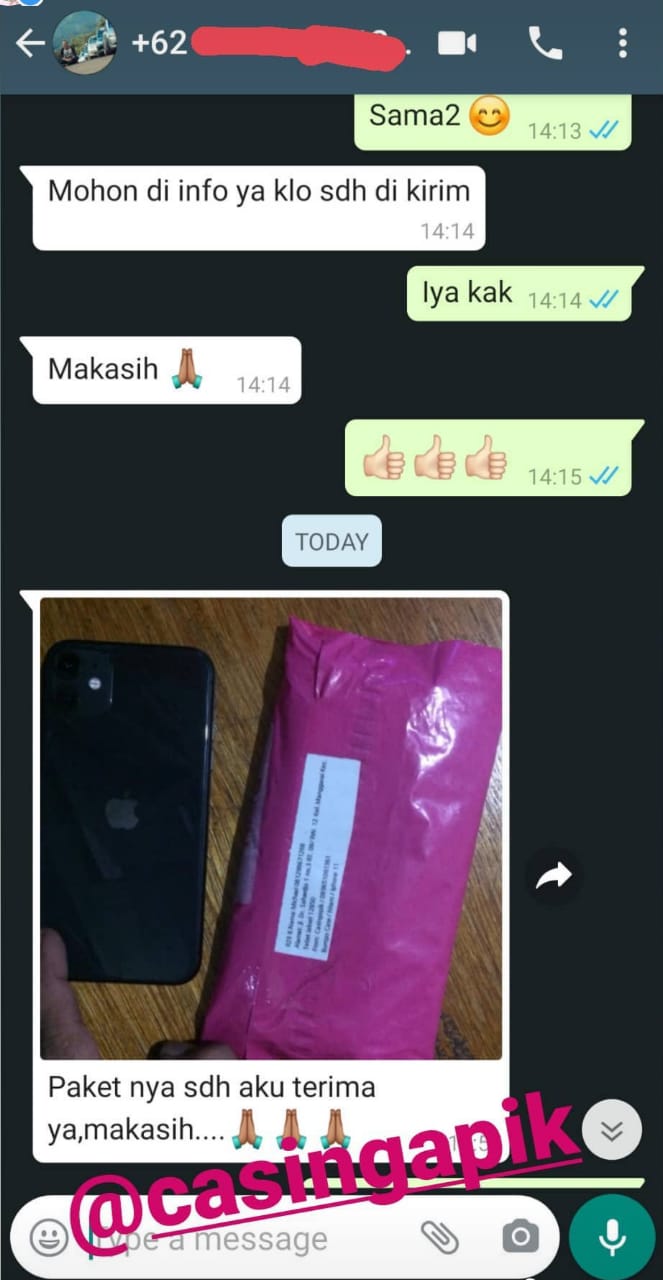 +62
Sama2 😊 14:13
Mohon di info ya klo sdh di kirim
14:14
Iya kak 14:14
Makasih 🙏🏽 14:14
👍🏻👍🏻👍🏻 14:15
TODAY
Paket nya sdh aku terima
ya,makasih.... 🙏🏽 🙏🏽 🙏🏽
@casingapik
Type a message